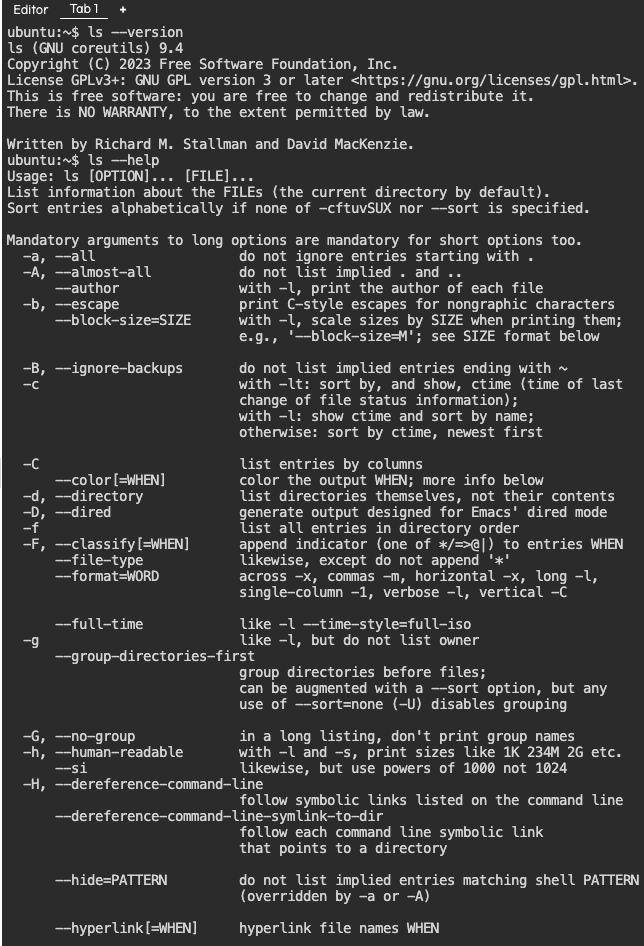 Editor Tab 1 +
ubuntu:~$ ls --version
ls (GNU coreutils) 9.4
Copyright (C) 2023 Free Software Foundation, Inc.
License GPLv3+: GNU GPL version 3 or later <https://gnu.org/licenses/gpl.html>.
This is free software: you are free to change and redistribute it.
There is NO WARRANTY, to the extent permitted by law.

Written by Richard M. Stallman and David MacKenzie.
ubuntu:~$ ls --help
Usage: ls [OPTION]... [FILE]...
List information about the FILEs (the current directory by default).
Sort entries alphabetically if none of -cftuvSUX nor --sort is specified.

Mandatory arguments to long options are mandatory for short options too.
  -a, --all                  do not ignore entries starting with .
  -A, --almost-all           do not list implied . and ..
      --author               with -l, print the author of each file
  -b, --escape               print C-style escapes for nongraphic characters
      --block-size=SIZE      with -l, scale sizes by SIZE when printing them;
                             e.g., '--block-size=M'; see SIZE format below

  -B, --ignore-backups       do not list implied entries ending with ~
  -c                         with -lt: sort by, and show, ctime (time of last
                             change of file status information);
                             with -l: show ctime and sort by name;
                             otherwise: sort by ctime, newest first

  -C                         list entries by columns
      --color[=WHEN]         color the output WHEN; more info below
  -d, --directory            list directories themselves, not their contents
  -D, --dired                generate output designed for Emacs' dired mode
  -f                         list all entries in directory order
  -F, --classify[=WHEN]      append indicator (one of */=>@|) to entries WHEN
      --file-type            likewise, except do not append '*'
      --format=WORD          across -x, commas -m, horizontal -x, long -l,
                             single-column -1, verbose -l, vertical -C

      --full-time            like -l --time-style=full-iso
  -g                         like -l, but do not list owner
      --group-directories-first
                             group directories before files;
                             can be augmented with a --sort option, but any
                             use of --sort=none (-U) disables grouping

  -G, --no-group             in a long listing, don't print group names
  -h, --human-readable       with -l and -s, print sizes like 1K 234M 2G etc.
      --si                   likewise, but use powers of 1000 not 1024
  -H, --dereference-command-line
                             follow symbolic links listed on the command line
      --dereference-command-line-symlink-to-dir
                             follow each command line symbolic link
                             that points to a directory

      --hide=PATTERN         do not list implied entries matching shell PATTERN
                             (overridden by -a or -A)

      --hyperlink[=WHEN]     hyperlink file names WHEN